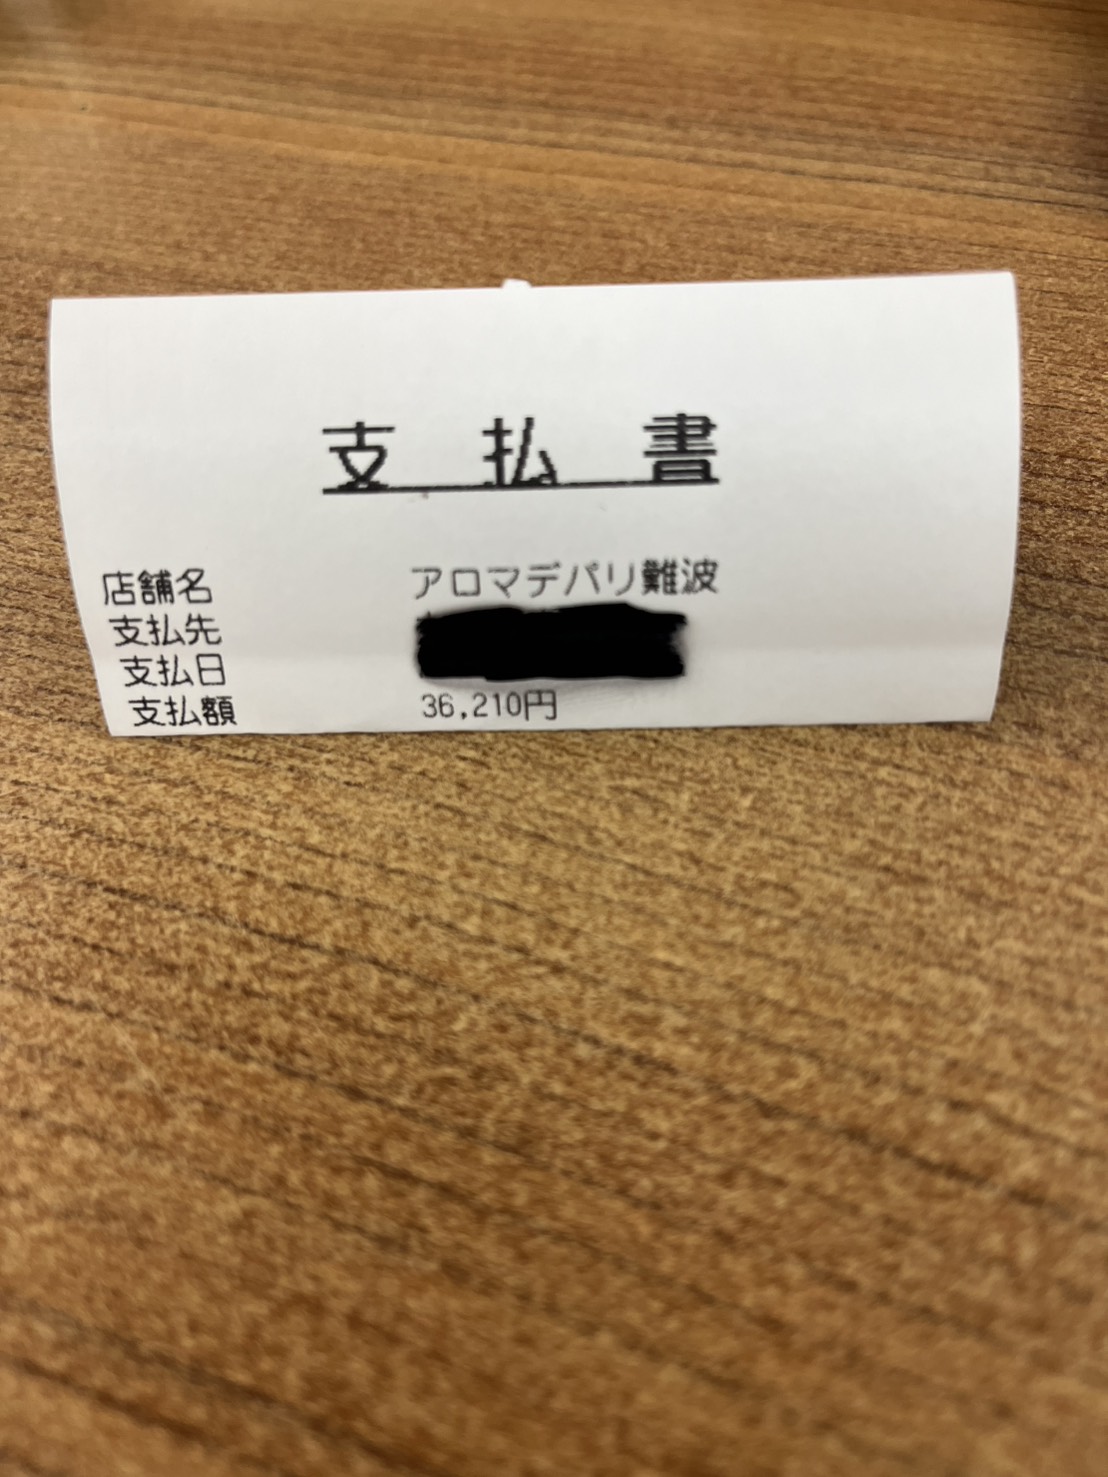 支払書
店舗名 アロマデパリ難波
支払先
支払日
支払額 36,210円